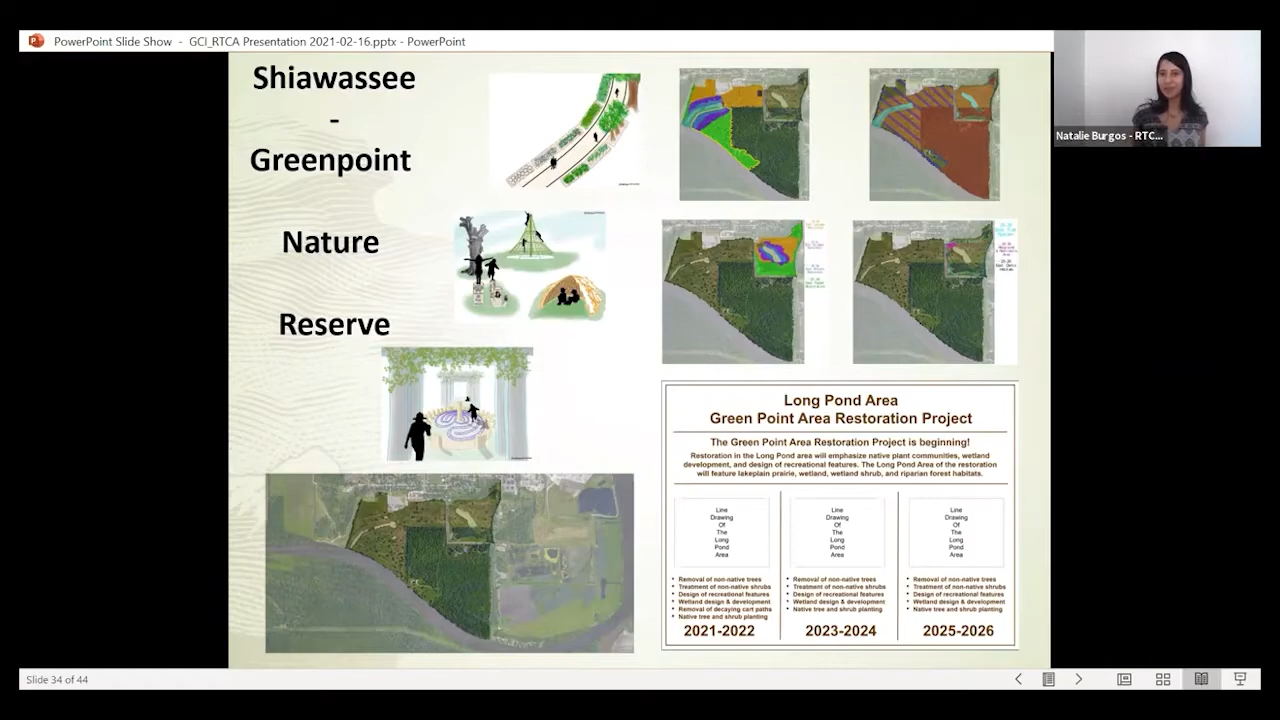 PowerPoint Slide Show - GCI_RTCA Presentation 2021-02-16.pptx - PowerPoint
Natalie Burgos - RTC...
Shiawassee
-
Greenpoint
Nature
Reserve
Long Pond Area
Green Point Area Restoration Project
The Green Point Area Restoration Project is beginning!
Restoration in the Long Pond area will emphasize native plant communities, wetland
development, and design of recreational features. The Long Pond Area of the restoration
will feature lakeplain prairie, wetland, wetland shrub, and riparian forest habitats.
Line
Drawing
Of
The
Long
Pond
Area
• Removal of non-native trees
• Treatment of non-native shrubs
• Design of recreational features
• Wetland design & development
• Removal of decaying cart paths
• Native tree and shrub planting
2021-2022
Line
Drawing
Of
The
Long
Pond
Area
• Removal of non-native trees
• Treatment of non-native shrubs
• Design of recreational features
• Wetland design & development
• Native tree and shrub planting
2023-2024
Line
Drawing
Of
The
Long
Pond
Area
• Removal of non-native trees
• Treatment of non-native shrubs
• Design of recreational features
• Wetland design & development
• Native tree and shrub planting
2025-2026
Slide 34 of 44